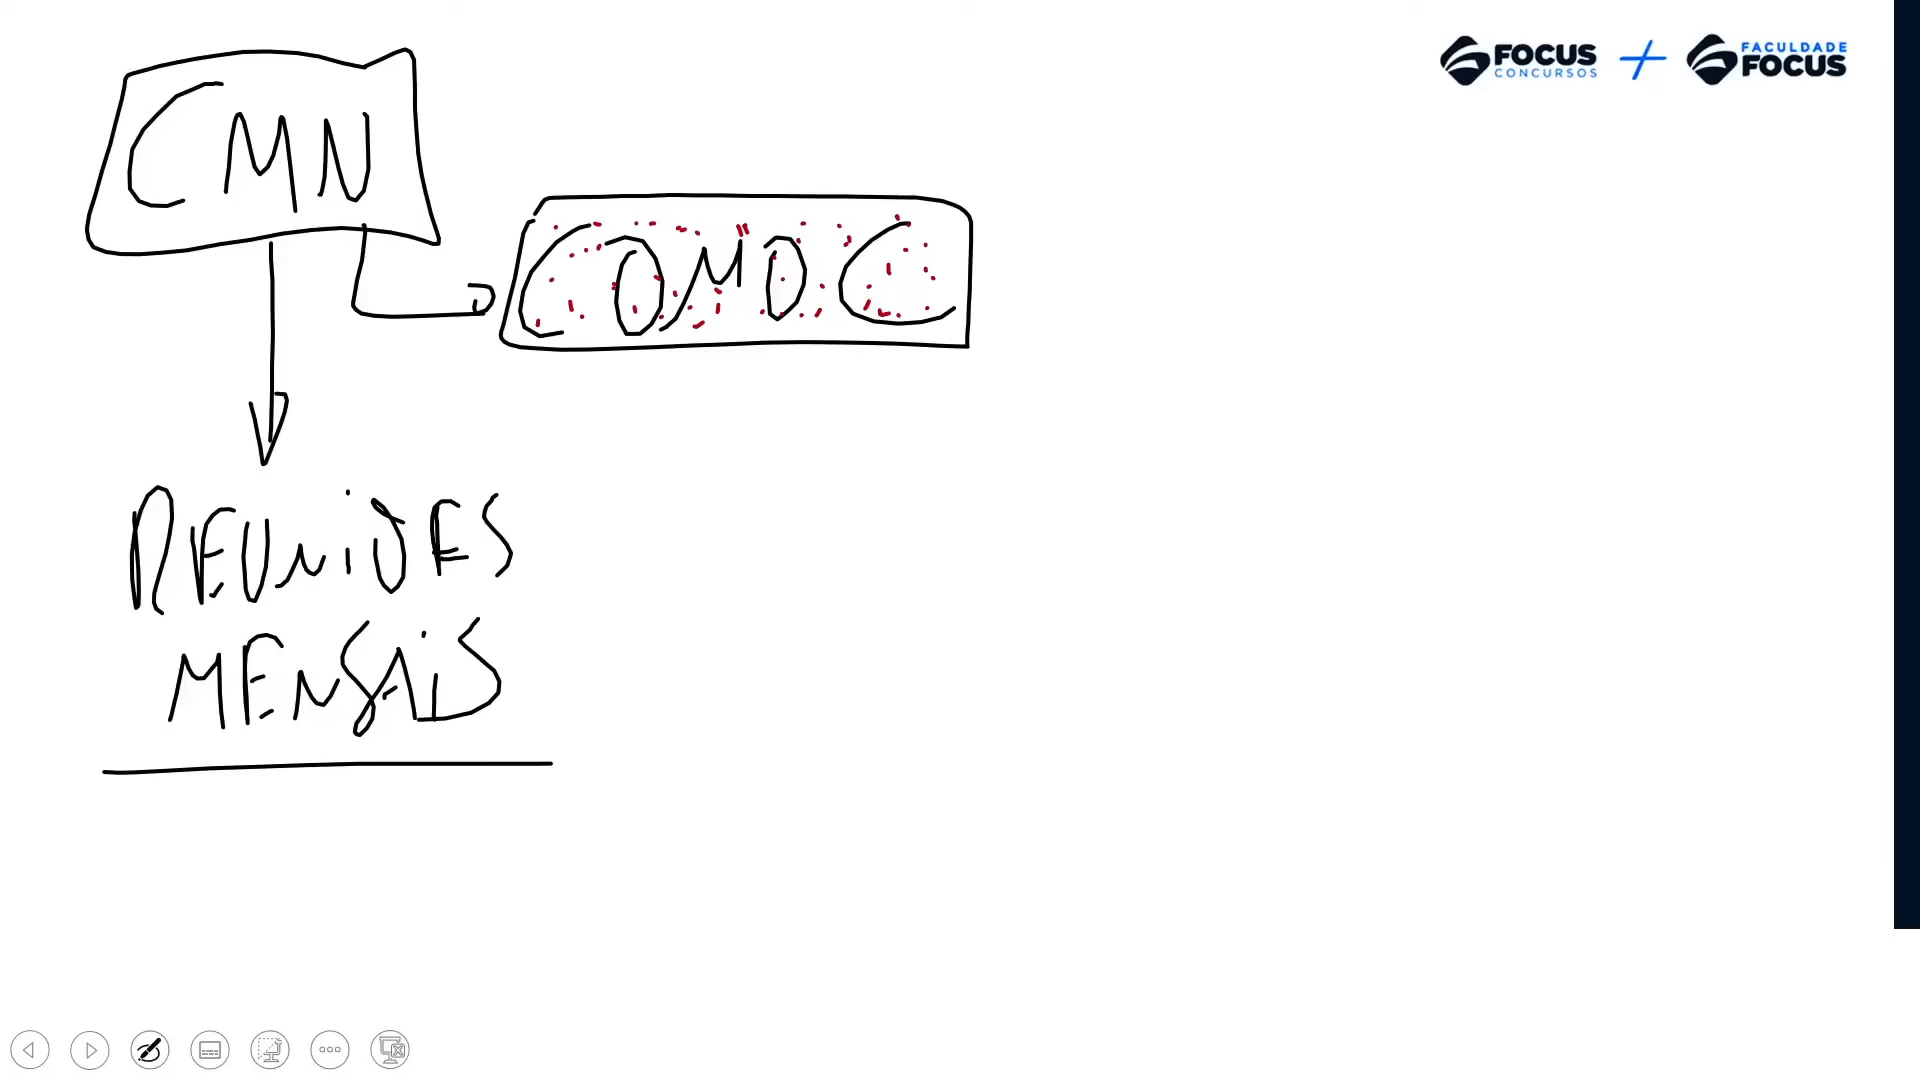 FOCUS CONCURSOS + FACULDADE FOCUS
CMN
COMOC
REUNIÕES
MENSAIS